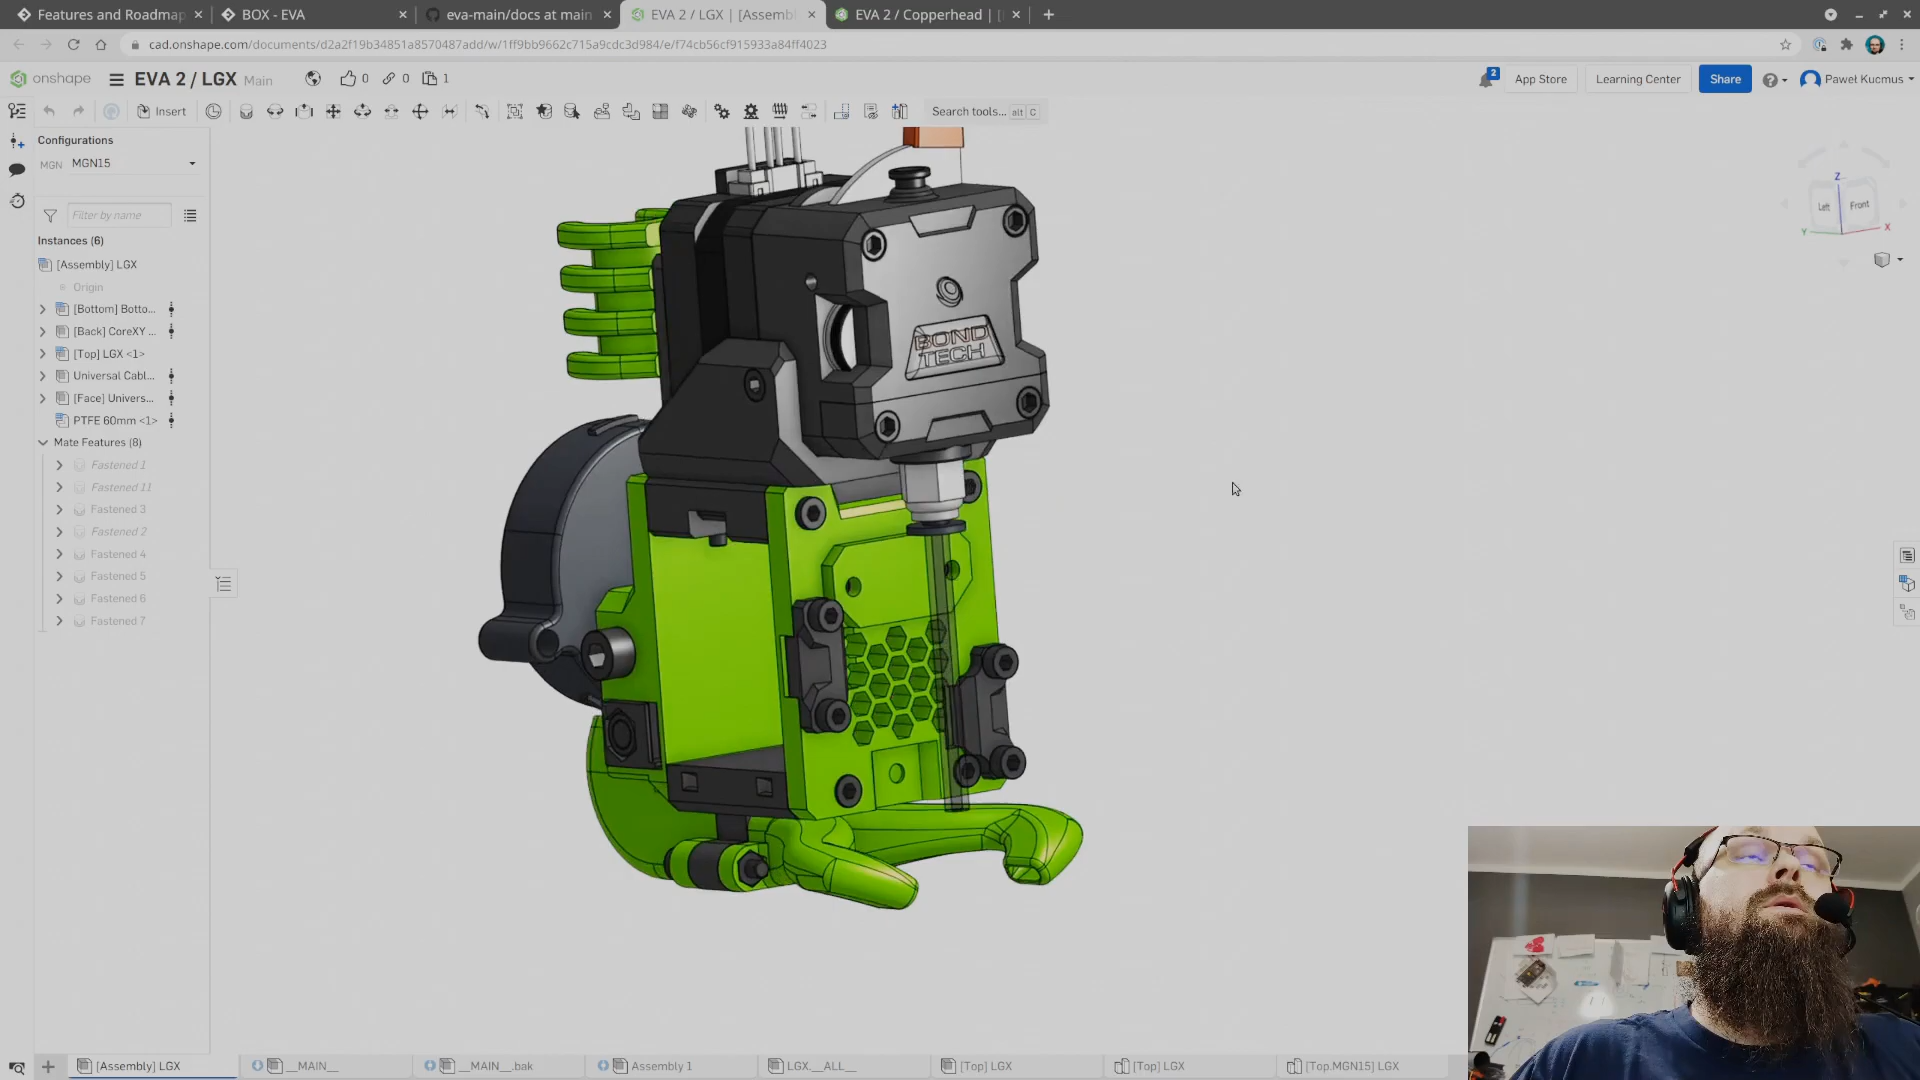 Features and Roadmap
BOX - EVA
eva-main/docs at main
EVA 2 / LGX | [Assembl
EVA 2 / Copperhead | [
cad.onshape.com/documents/d2a2f19b34851a8570487add/w/1ff9bb9662c715a9cdc3d984/e/f74cb56cf915933a84ff4023
onshape
EVA 2 / LGX Main
0
0
1
2
App Store
Learning Center
Share
Paweł Kucmus
Insert
Search tools... alt C
Configurations
MGN MGN15
Filter by name
Instances (6)
[Assembly] LGX
Origin
[Bottom] Botto...
[Back] CoreXY ...
[Top] LGX <1>
Universal Cabl...
[Face] Univers...
PTFE 60mm <1>
Mate Features (8)
Fastened 1
Fastened 11
Fastened 3
Fastened 2
Fastened 4
Fastened 5
Fastened 6
Fastened 7
BOND
TECH
Z
Left
Front
Y
X
[Assembly] LGX
__MAIN__
__MAIN__.bak
Assembly 1
LGX.__ALL__
[Top] LGX
[Top] LGX
[Top.MGN15] LGX